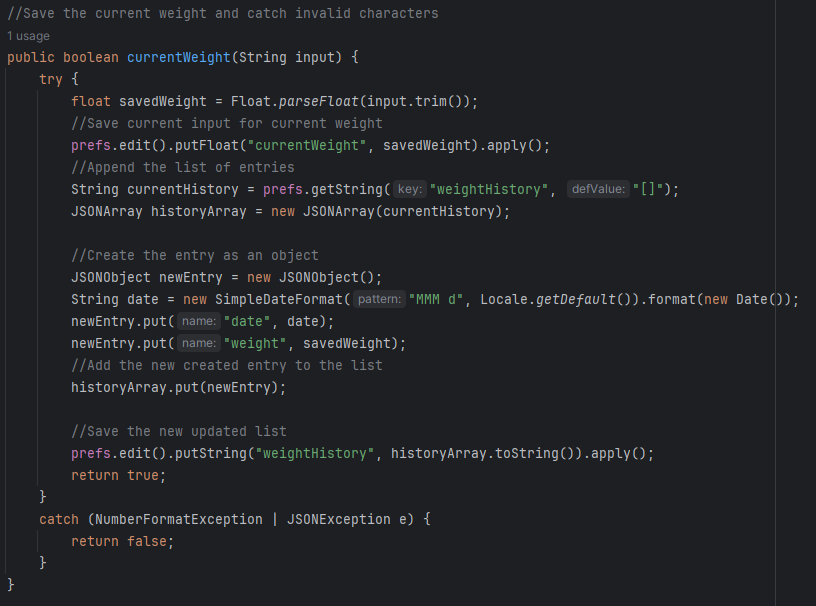 //Save the current weight and catch invalid characters
1 usage
public boolean currentWeight(String input) {
    try {
        float savedWeight = Float.parseFloat(input.trim());
        //Save current input for current weight
        prefs.edit().putFloat("currentWeight", savedWeight).apply();
        //Append the list of entries
        String currentHistory = prefs.getString( key: "weightHistory",  defValue: "[]");
        JSONArray historyArray = new JSONArray(currentHistory);

        //Create the entry as an object
        JSONObject newEntry = new JSONObject();
        String date = new SimpleDateFormat( pattern: "MMM d", Locale.getDefault()).format(new Date());
        newEntry.put( name: "date", date);
        newEntry.put( name: "weight", savedWeight);
        //Add the new created entry to the list
        historyArray.put(newEntry);

        //Save the new updated list
        prefs.edit().putString("weightHistory", historyArray.toString()).apply();
        return true;
    }
    catch (NumberFormatException | JSONException e) {
        return false;
    }
}